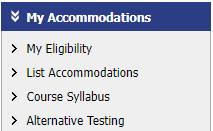 My Accommodations
My Eligibility
List Accommodations
Course Syllabus
Alternative Testing